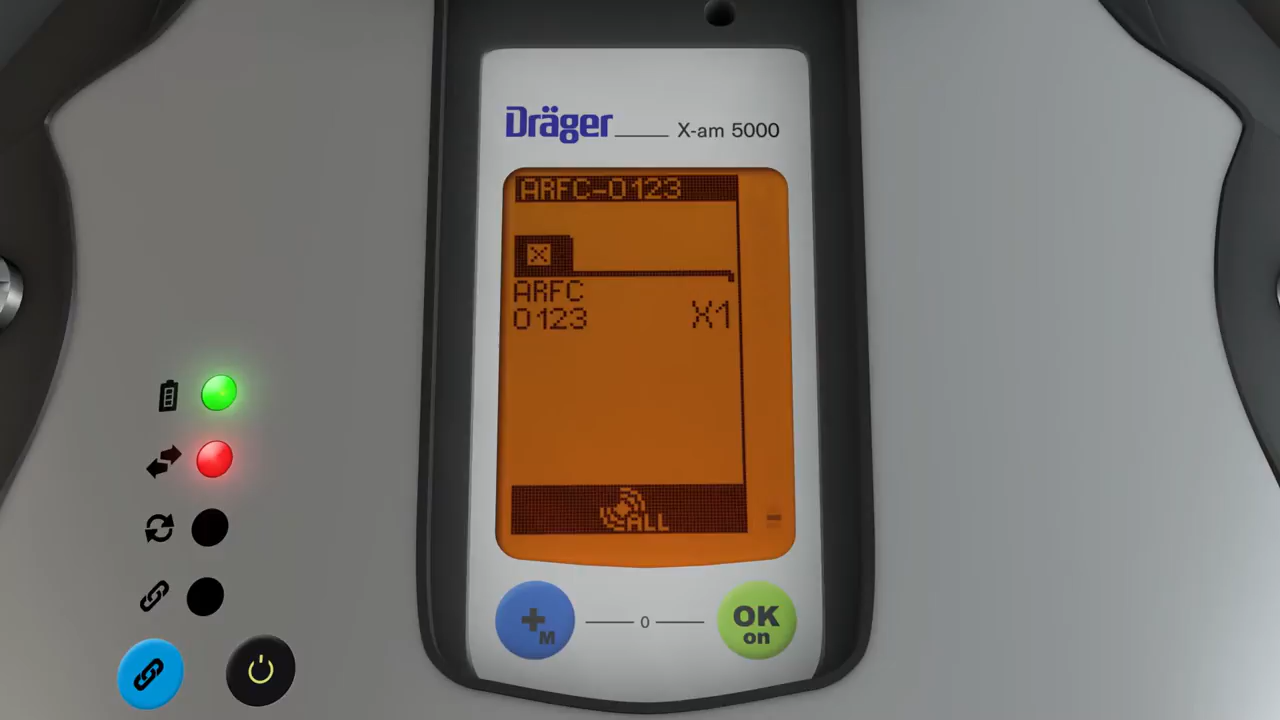 Dräger
X-am 5000
ARFC-0123
ARFC
0123
X1
ALL
+M
0
OK
on